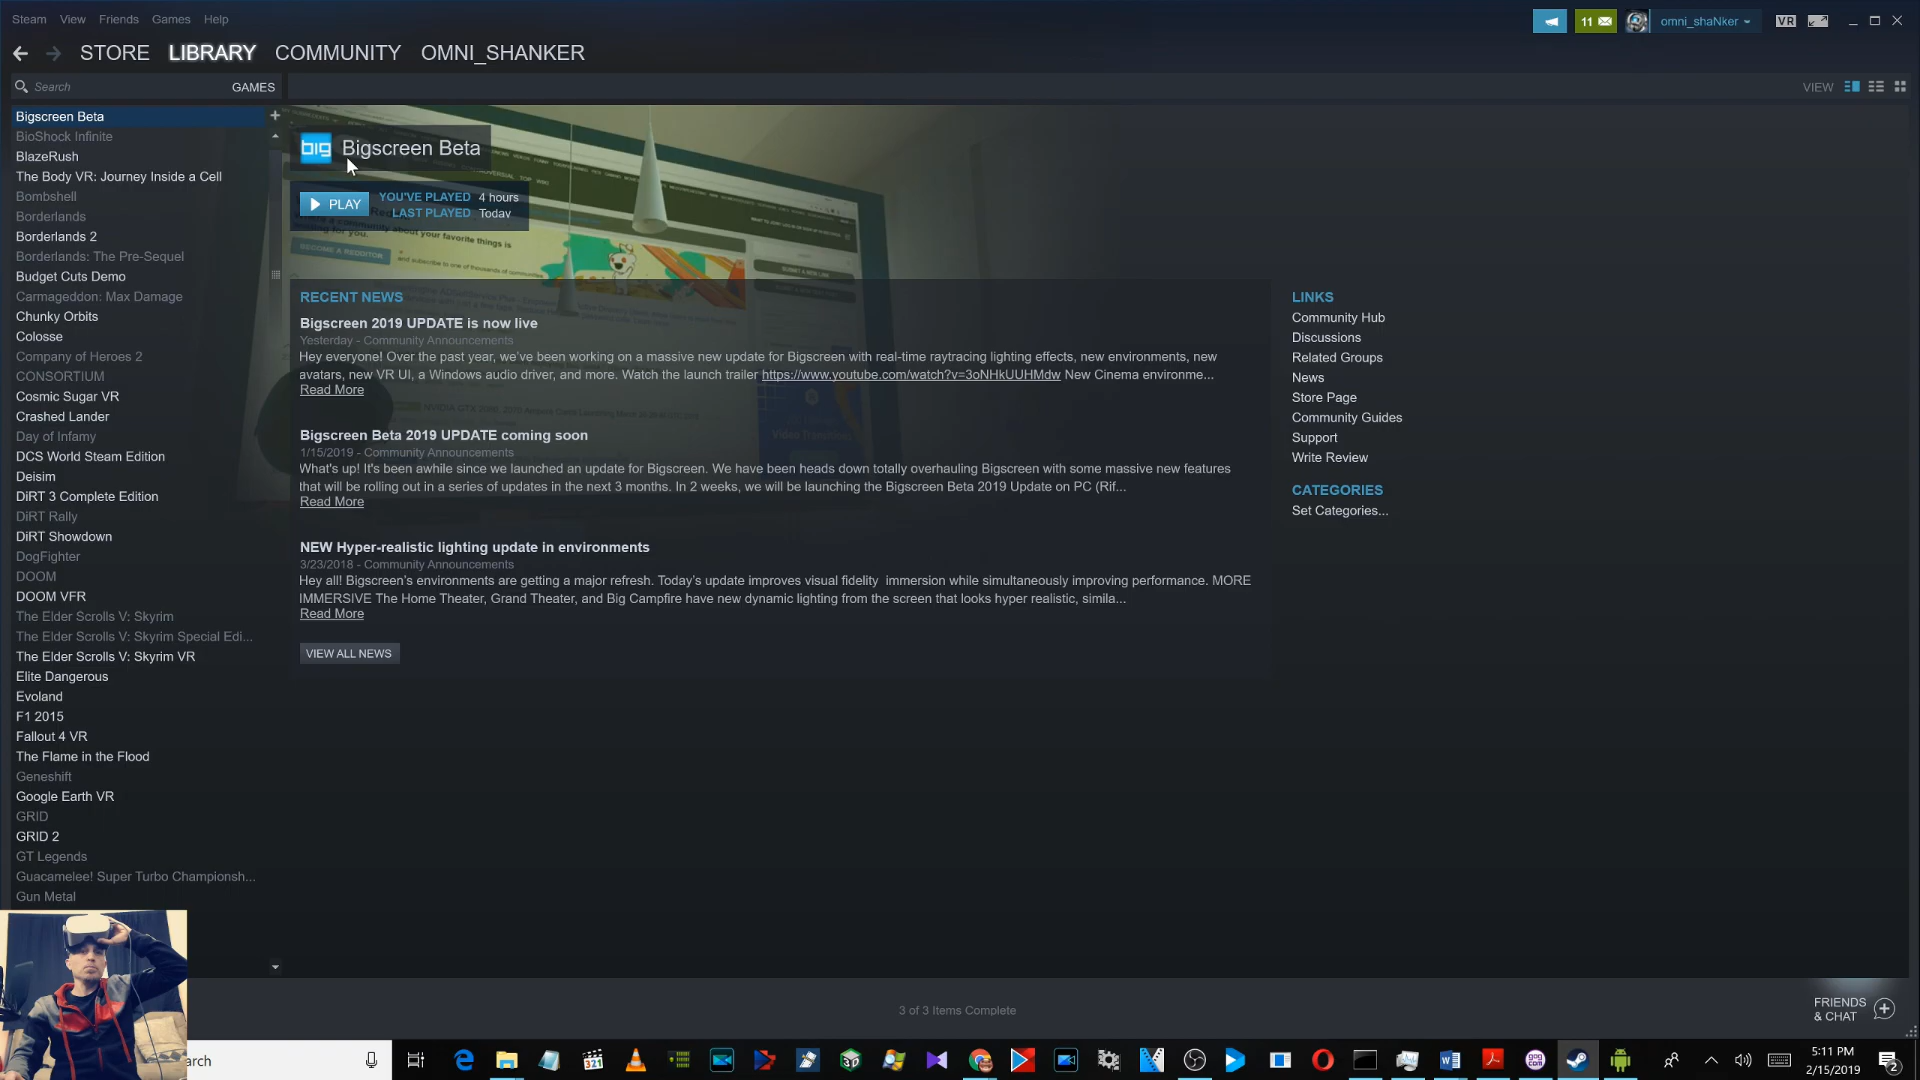 Steam View Friends Games Help
11 omni_shaNker VR
STORE LIBRARY COMMUNITY OMNI_SHANKER
Search GAMES VIEW
Bigscreen Beta
BioShock Infinite
BlazeRush
The Body VR: Journey Inside a Cell
Bombshell
Borderlands
Borderlands 2
Borderlands: The Pre-Sequel
Budget Cuts Demo
Carmageddon: Max Damage
Chunky Orbits
Colosse
Company of Heroes 2
CONSORTIUM
Cosmic Sugar VR
Crashed Lander
Day of Infamy
DCS World Steam Edition
Deisim
DiRT 3 Complete Edition
DiRT Rally
DiRT Showdown
DogFighter
DOOM
DOOM VFR
The Elder Scrolls V: Skyrim
The Elder Scrolls V: Skyrim Special Edi...
The Elder Scrolls V: Skyrim VR
Elite Dangerous
Evoland
F1 2015
Fallout 4 VR
The Flame in the Flood
Geneshift
Google Earth VR
GRID
GRID 2
GT Legends
Guacamelee! Super Turbo Championsh...
Gun Metal
big Bigscreen Beta
PLAY YOU'VE PLAYED 4 hours
LAST PLAYED Today
BECOME A REDDITOR
RECENT NEWS
Bigscreen 2019 UPDATE is now live
Yesterday - Community Announcements
Hey everyone! Over the past year, we've been working on a massive new update for Bigscreen with real-time raytracing lighting effects, new environments, new
avatars, new VR UI, a Windows audio driver, and more. Watch the launch trailer https://www.youtube.com/watch?v=3oNHkUUHMdw New Cinema environme...
Read More
Bigscreen Beta 2019 UPDATE coming soon
1/15/2019 - Community Announcements
What's up! It's been awhile since we launched an update for Bigscreen. We have been heads down totally overhauling Bigscreen with some massive new features
that will be rolling out in a series of updates in the next 3 months. In 2 weeks, we will be launching the Bigscreen Beta 2019 Update on PC (Rif...
Read More
NEW Hyper-realistic lighting update in environments
3/23/2018 - Community Announcements
Hey all! Bigscreen's environments are getting a major refresh. Today's update improves visual fidelity immersion while simultaneously improving performance. MORE
IMMERSIVE The Home Theater, Grand Theater, and Big Campfire have new dynamic lighting from the screen that looks hyper realistic, simila...
Read More
VIEW ALL NEWS
LINKS
Community Hub
Discussions
Related Groups
News
Store Page
Community Guides
Support
Write Review
CATEGORIES
Set Categories...
3 of 3 Items Complete
FRIENDS
& CHAT
arch
5:11 PM
2/15/2019
2